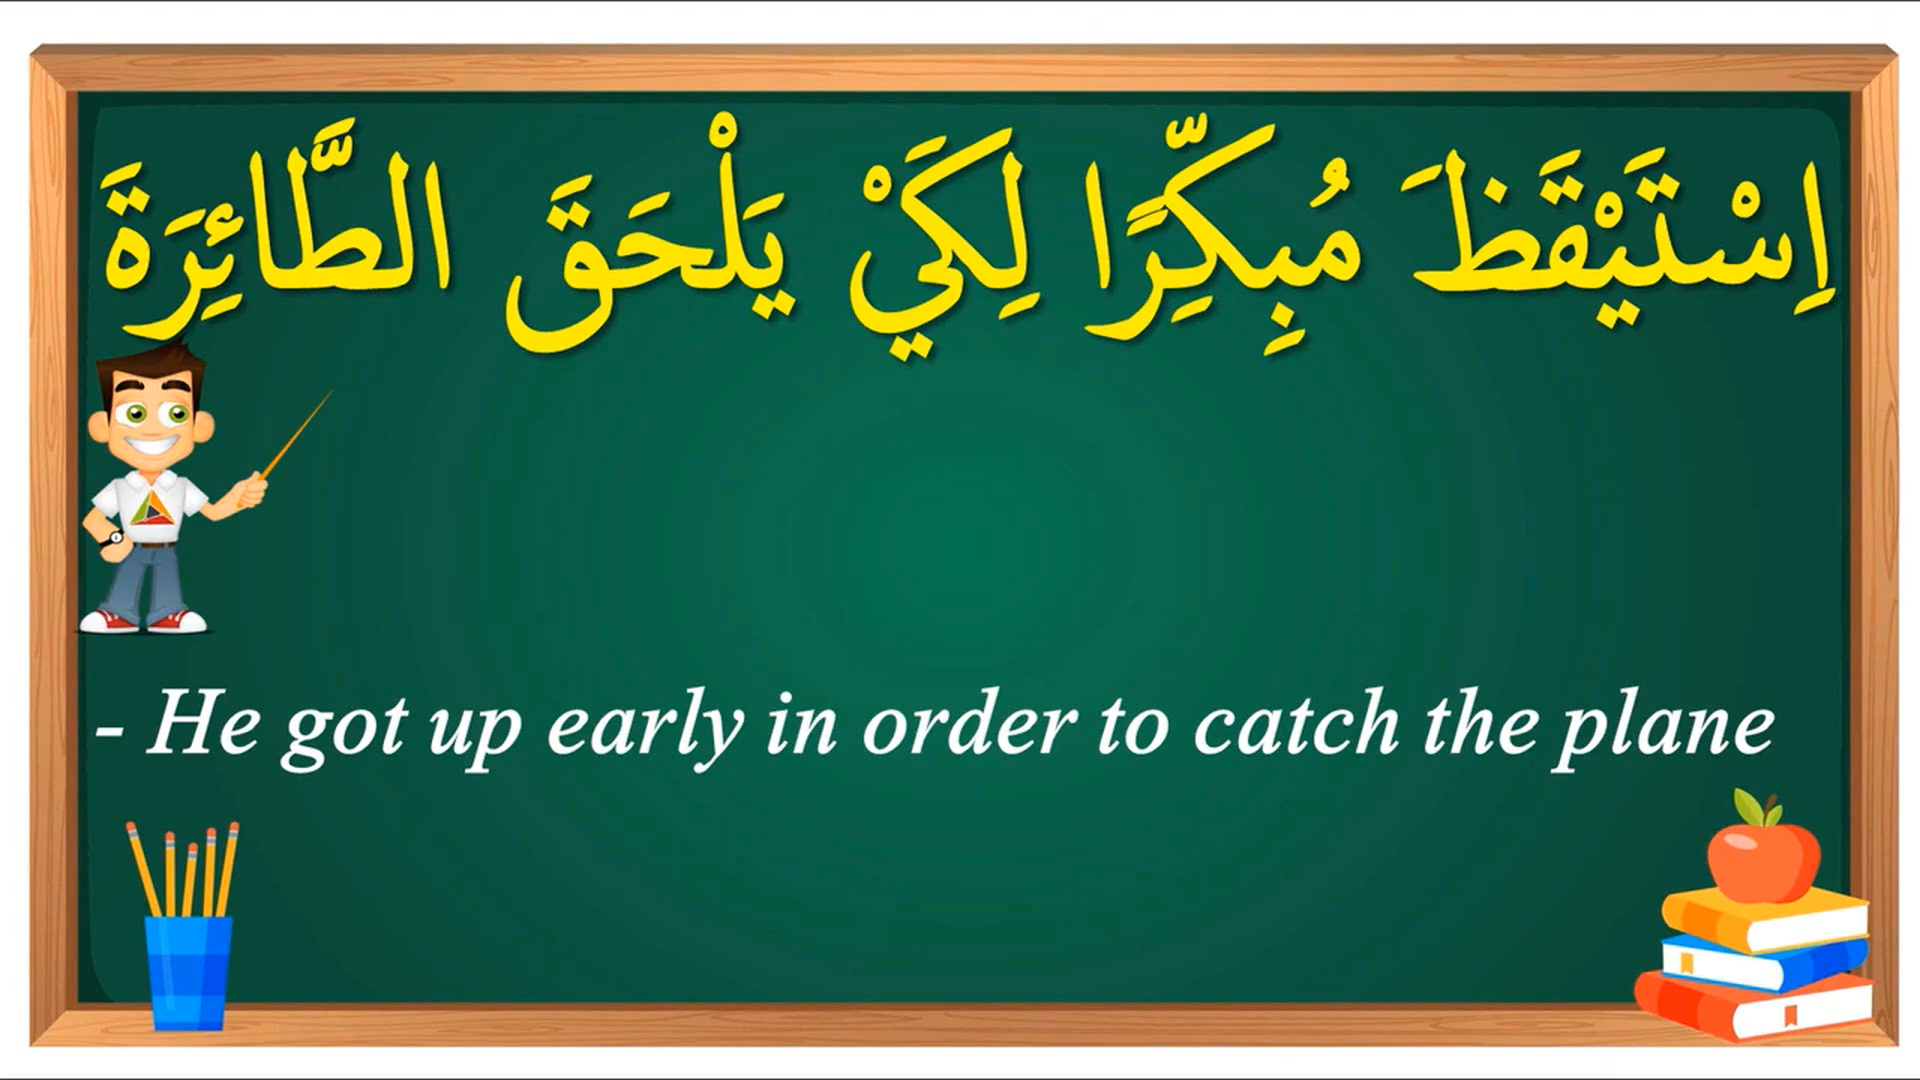 اِسْتَيْقَظَ مُبِكِّرًا لِكَيْ يَلْحَقَ الطَّائِرَةَ
- He got up early in order to catch the plane